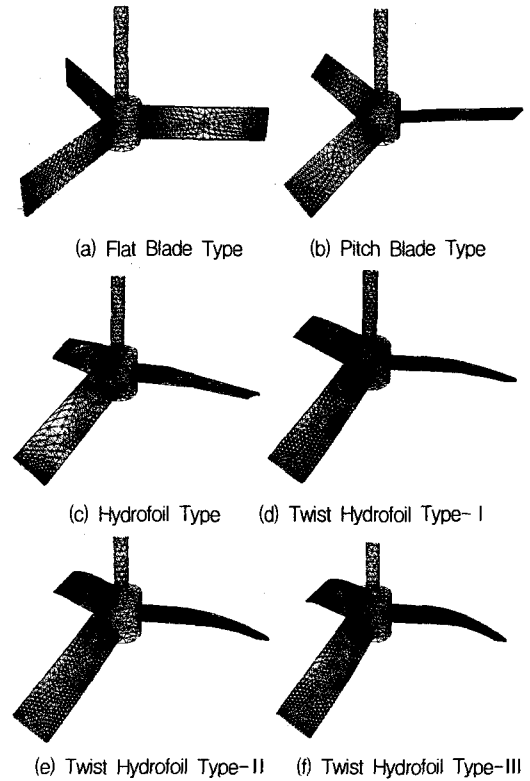 (a) Flat Blade Type
(b) Pitch Blade Type
(c) Hydrofoil Type
(d) Twist Hydrofoil Type-I
(e) Twist Hydrofoil Type-II
(f) Twist Hydrofoil Type-III